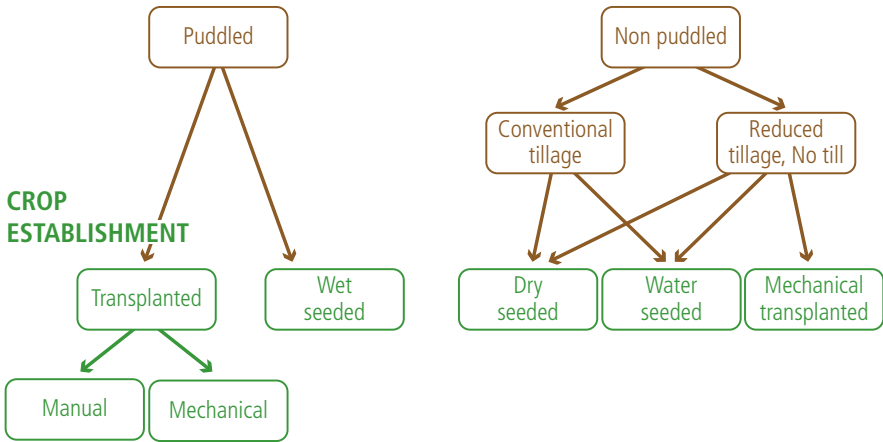 Puddled
Non puddled
Conventional
tillage
Reduced
tillage, No till
CROP
ESTABLISHMENT
Transplanted
Wet
seeded
Dry
seeded
Water
seeded
Mechanical
transplanted
Manual
Mechanical